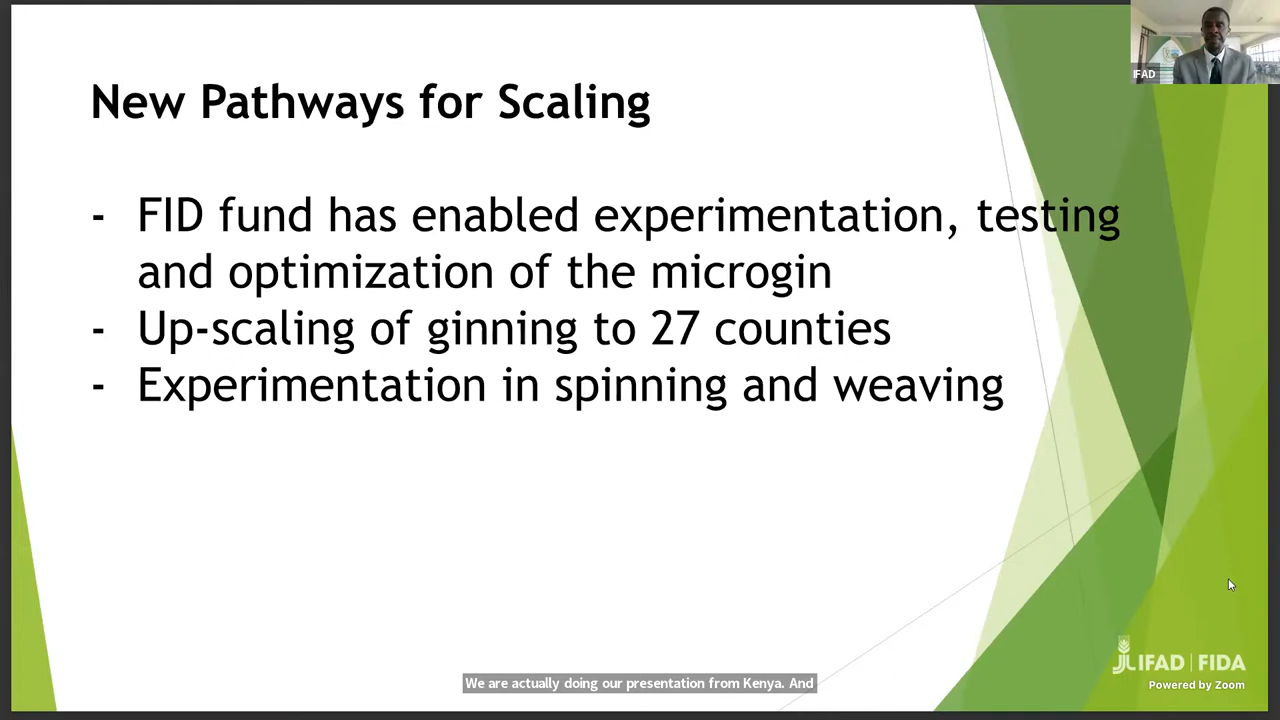 IFAD
New Pathways for Scaling
- FID fund has enabled experimentation, testing
and optimization of the microgin
- Up-scaling of ginning to 27 counties
- Experimentation in spinning and weaving
IFAD | FIDA
Powered by Zoom
We are actually doing our presentation from Kenya. And